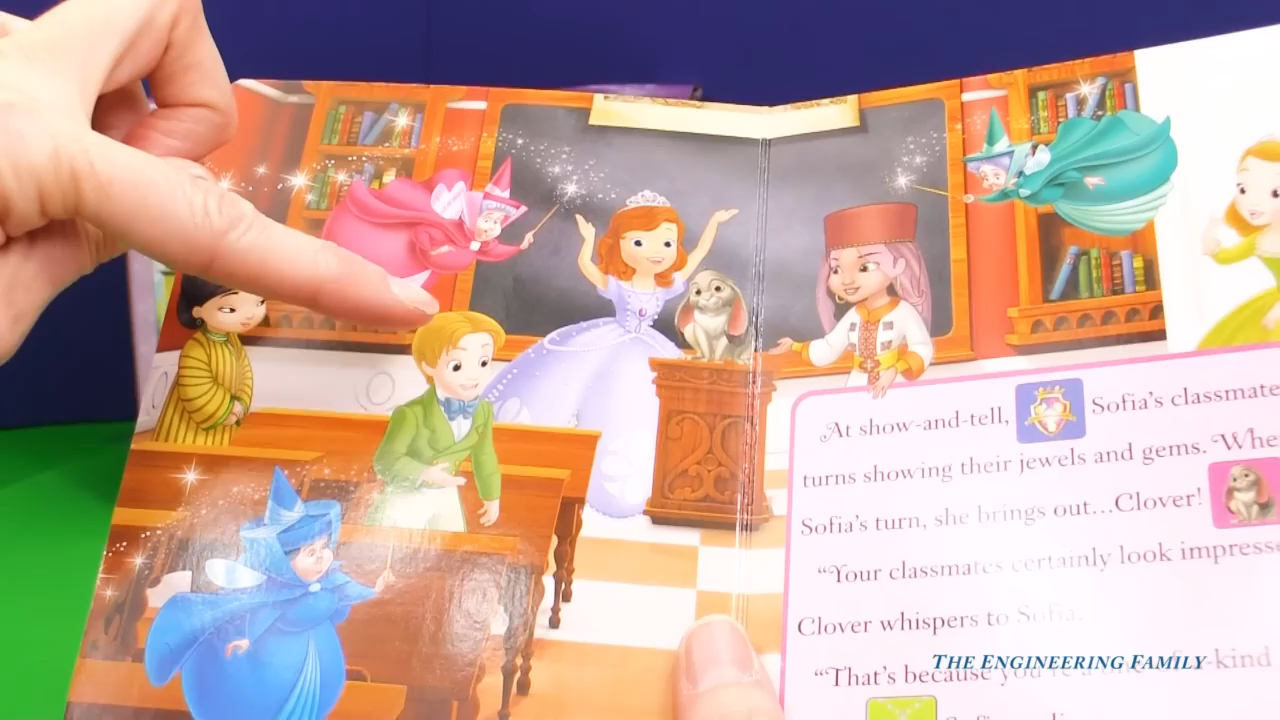 At show-and-tell, Sofia's classmate
turns showing their jewels and gems. Whe
Sofia's turn, she brings out...Clover!
"Your classmates certainly look impress
Clover whispers to Sofia.
"That's because you're a one- -kind
THE ENGINEERING FAMILY